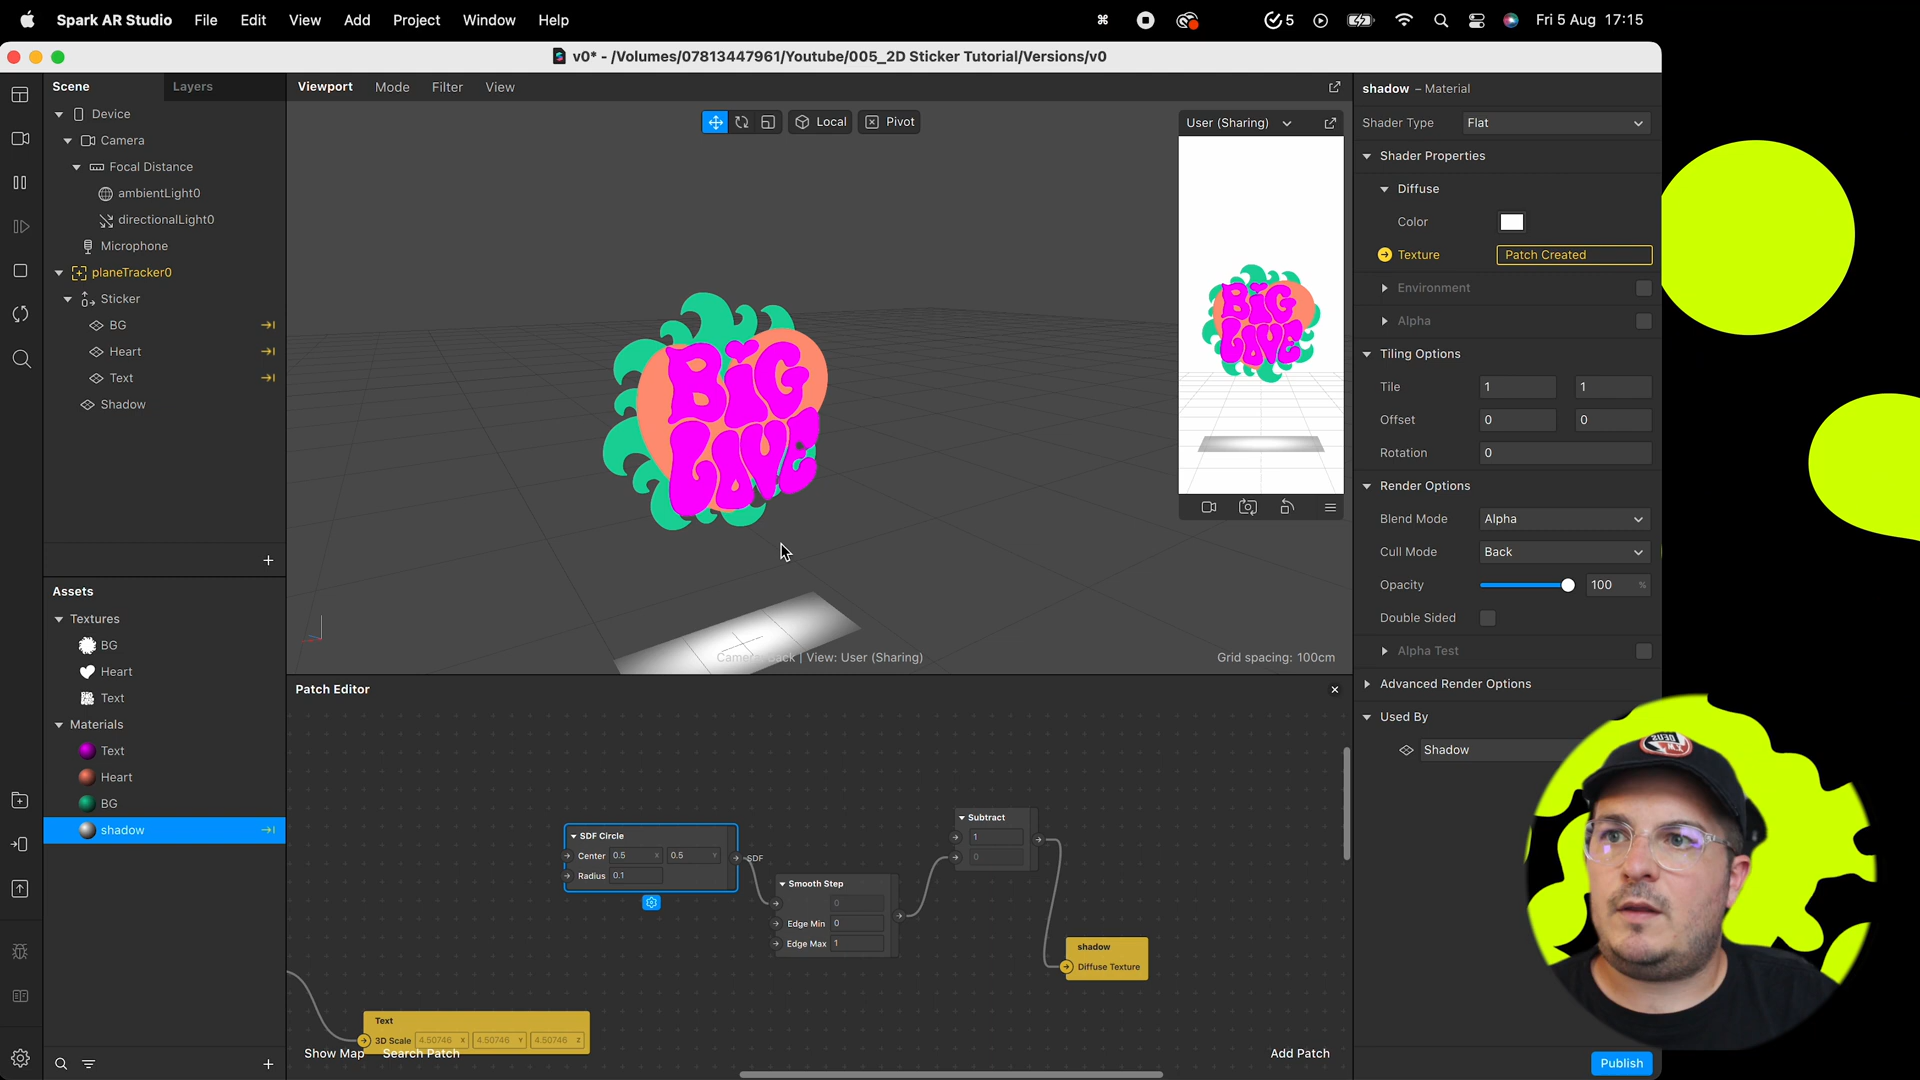 Spark AR Studio File Edit View Add Project Window Help
5 Fri 5 Aug 17:15
v0* - /Volumes/07813447961/Youtube/005_2D Sticker Tutorial/Versions/v0
Scene Layers
Device
Camera
Focal Distance
ambientLight0
directionalLight0
Microphone
planeTracker0
Sticker
BG
Heart
Text
Shadow
Assets
Textures
BG
Heart
Text
Materials
Text
Heart
BG
shadow
Viewport Mode Filter View
Local Pivot
User (Sharing)
BIG
LOVE
BIG
LOVE
Camera: Back | View: User (Sharing)
Grid spacing: 100cm
Patch Editor
SDF Circle
Center 0.5 X 0.5 Y
Radius 0.1
SDF
Smooth Step
0
Edge Min 0
Edge Max 1
Subtract
1
0
shadow
Diffuse Texture
Text
3D Scale 4.50746 X 4.50746 Y 4.50746 Z
Show Map Search Patch
Add Patch
shadow – Material
Shader Type Flat
Shader Properties
Diffuse
Color
Texture Patch Created
Environment
Alpha
Tiling Options
Tile 1 1
Offset 0 0
Rotation 0
Render Options
Blend Mode Alpha
Cull Mode Back
Opacity 100 %
Double Sided
Alpha Test
Advanced Render Options
Used By
Shadow
Publish